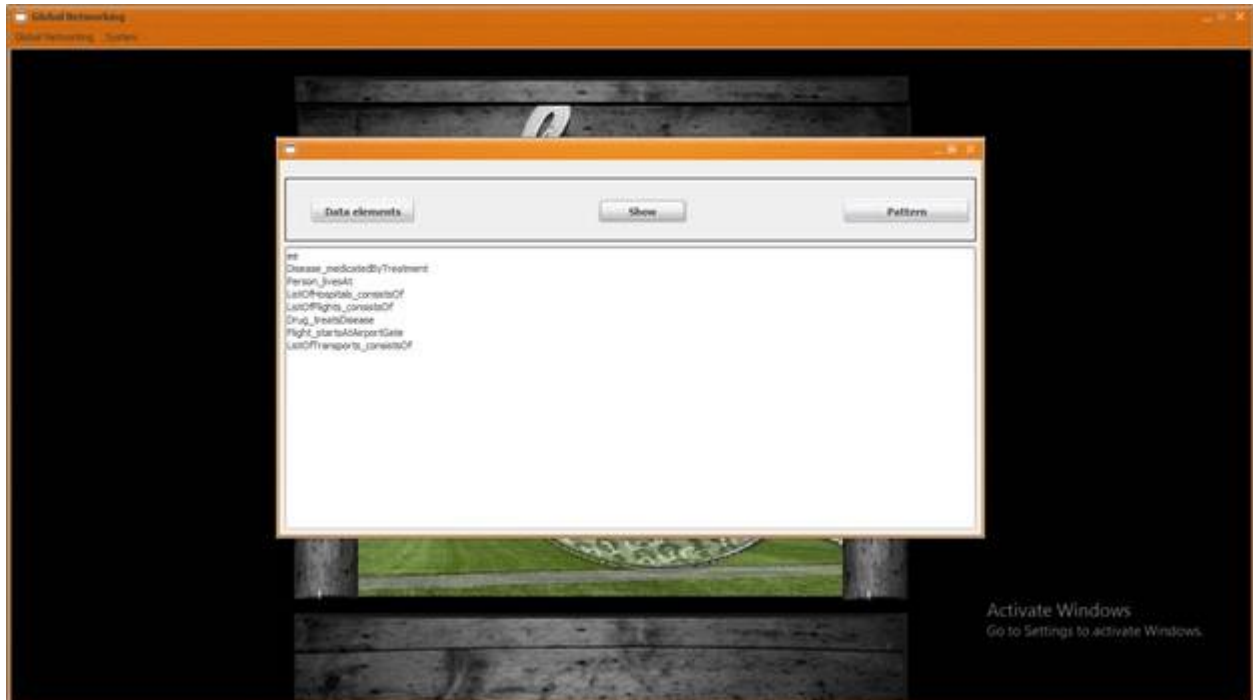 Global Networking
Global Networking System
Data elements
Show
Pattern
int
Disease_medicatedByTreatment
Person_livesAt
ListOfHospitals_consistsOf
ListOfFlights_consistsOf
Drug_treatsDisease
Flight_startsAtAirportGate
ListOfTransports_consistsOf
Activate Windows
Go to Settings to activate Windows.